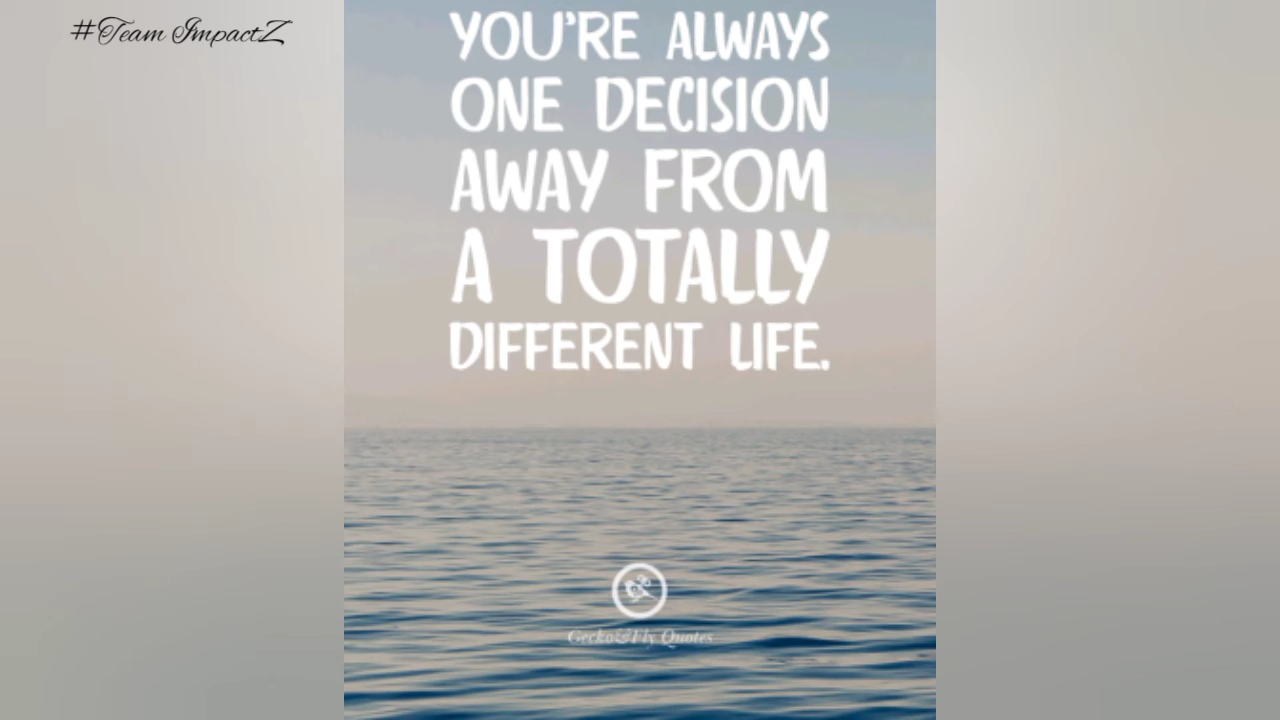 #Team ImpactZ
YOU'RE ALWAYS
ONE DECISION
AWAY FROM
A TOTALLY
DIFFERENT LIFE.
Gecko&Fly Quotes